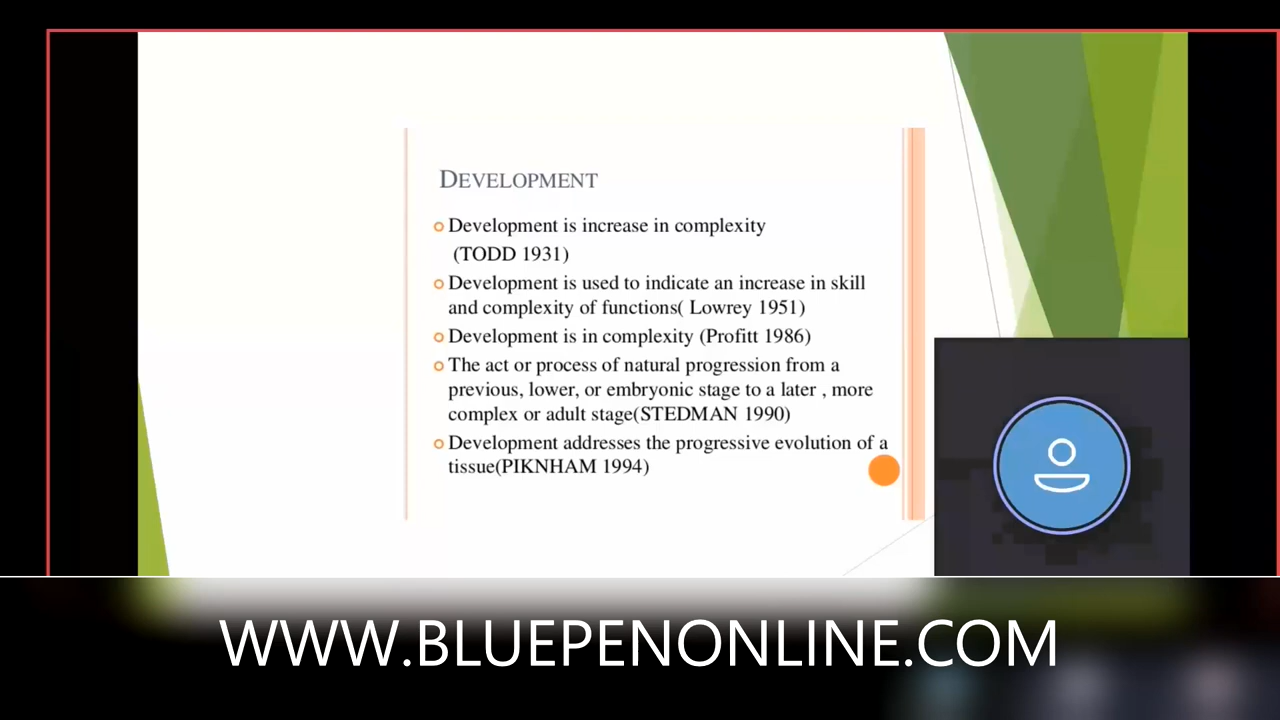 DEVELOPMENT
Development is increase in complexity
(TODD 1931)
Development is used to indicate an increase in skill
and complexity of functions( Lowrey 1951)
Development is in complexity (Profitt 1986)
The act or process of natural progression from a
previous, lower, or embryonic stage to a later , more
complex or adult stage(STEDMAN 1990)
Development addresses the progressive evolution of a
tissue(PIKNHAM 1994)
WWW.BLUEPENONLINE.COM